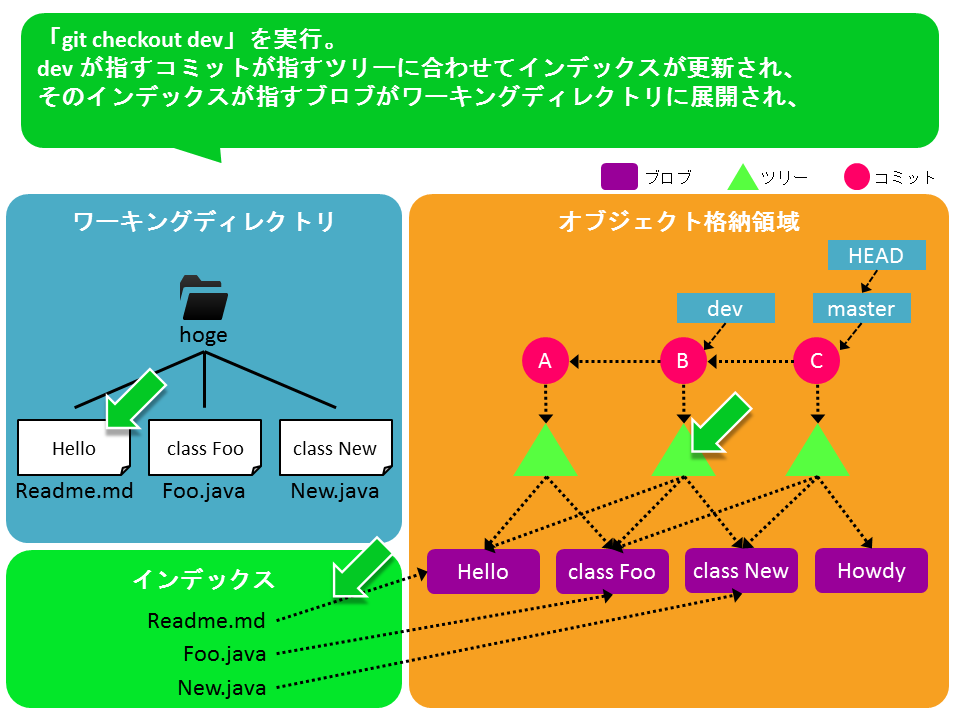 「git checkout dev」を実行。
dev が指すコミットが指すツリーに合わせてインデックスが更新され、
そのインデックスが指すブロブがワーキングディレクトリに展開され、
ブロブ ツリー コミット
ワーキングディレクトリ
hoge
Hello class Foo class New
Readme.md Foo.java New.java
オブジェクト格納領域
HEAD
dev master
A B C
Hello class Foo class New Howdy
インデックス
Readme.md
Foo.java
New.java